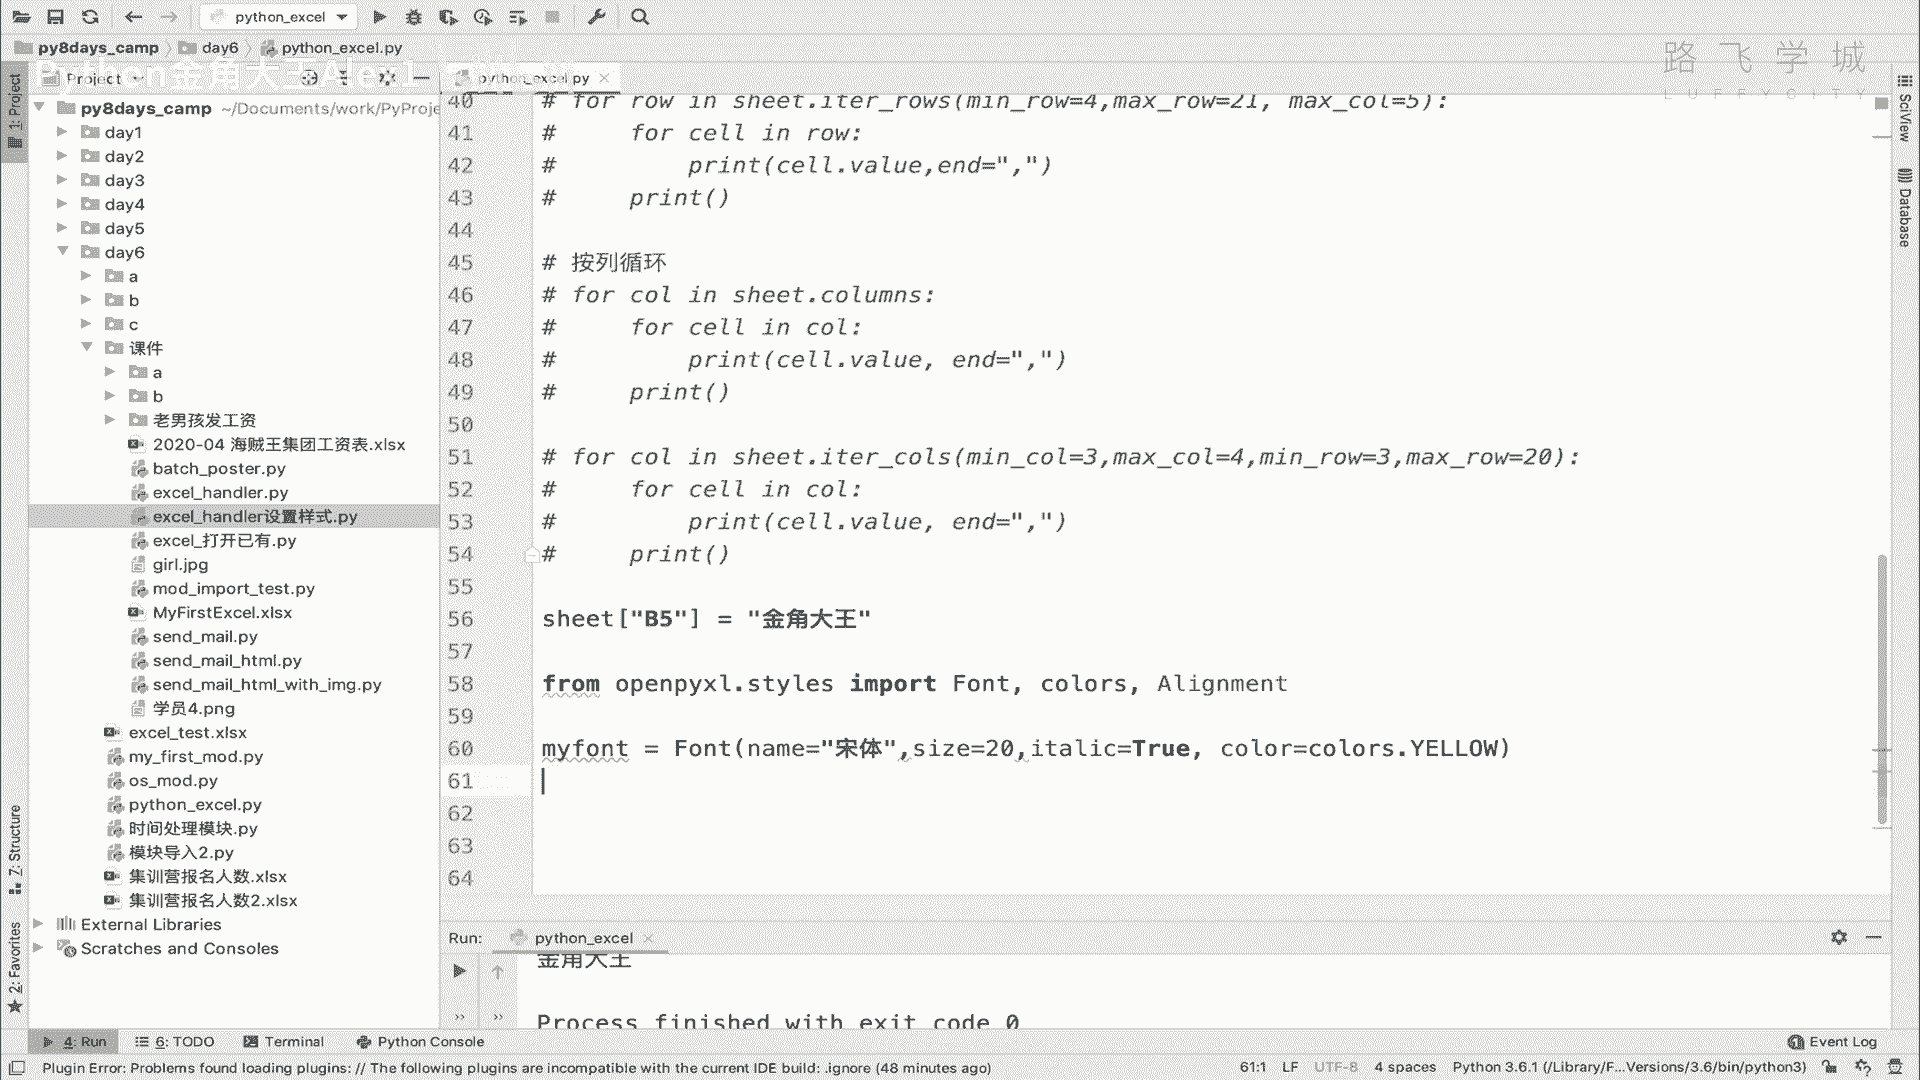 python_excel
py8days_camp
day6
python_excel.py
Python金角大王Alex1
路飞学城
LUFFYCITY
Project
python_excel.py
1: Project
SciView
Database
py8days_camp ~/Documents/work/PyProje
day1
day2
day3
day4
day5
day6
a
b
c
课件
a
b
老男孩发工资
2020-04 海贼王集团工资表.xlsx
batch_poster.py
excel_handler.py
excel_handler设置样式.py
excel_打开已有.py
girl.jpg
mod_import_test.py
MyFirstExcel.xlsx
send_mail.py
send_mail_html.py
send_mail_html_with_img.py
学员4.png
excel_test.xlsx
my_first_mod.py
os_mod.py
python_excel.py
时间处理模块.py
模块导入2.py
集训营报名人数.xlsx
集训营报名人数2.xlsx
External Libraries
Scratches and Consoles
7: Structure
2: Favorites
40 # for row in sheet.iter_rows(min_row=4,max_row=21, max_col=5):
41 #     for cell in row:
42 #         print(cell.value,end=",")
43 #     print()
44
45 # 按列循环
46 # for col in sheet.columns:
47 #     for cell in col:
48 #         print(cell.value, end=",")
49 #     print()
50
51 # for col in sheet.iter_cols(min_col=3,max_col=4,min_row=3,max_row=20):
52 #     for cell in col:
53 #         print(cell.value, end=",")
54 #     print()
55
56 sheet["B5"] = "金角大王"
57
58 from openpyxl.styles import Font, colors, Alignment
59
60 myfont = Font(name="宋体",size=20,italic=True, color=colors.YELLOW)
61
62
63
64
Run: python_excel
金角大王
Process finished with exit code 0
4: Run
6: TODO
Terminal
Python Console
Event Log
Plugin Error: Problems found loading plugins: // The following plugins are incompatible with the current IDE build: .ignore (48 minutes ago)
61:1 LF UTF-8 4 spaces Python 3.6.1 (/Library/F...Versions/3.6/bin/python3)